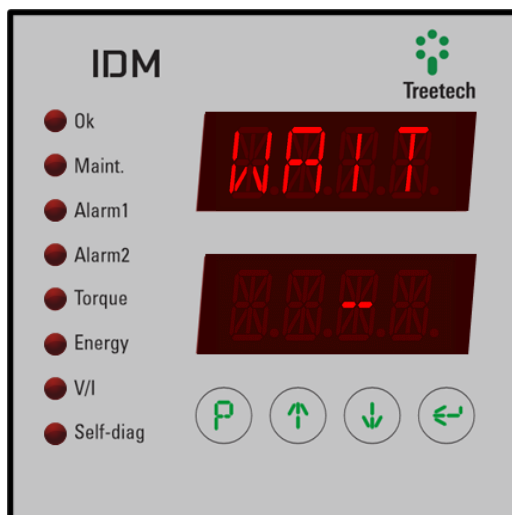 IDM
Treetech
Ok
Maint.
Alarm1
Alarm2
Torque
Energy
V/I
Self-diag
WAIT
-
P